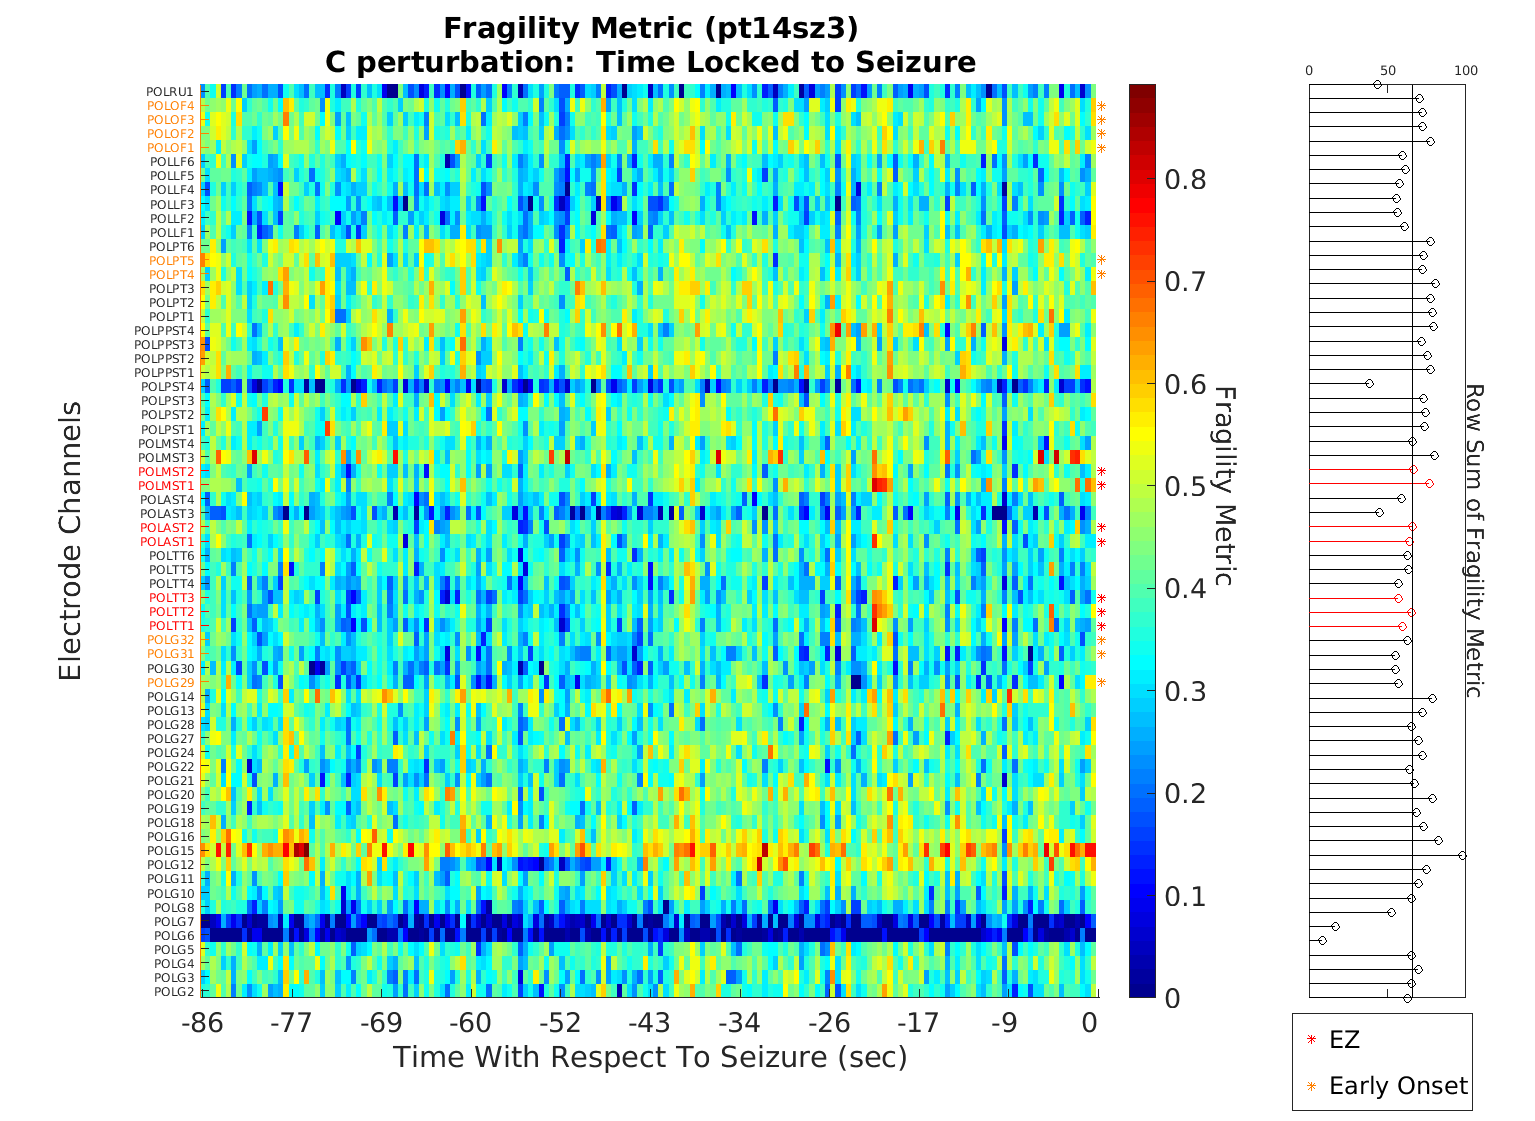 Fragility Metric (pt14sz3)
C perturbation:  Time Locked to Seizure
Electrode Channels
POLRU1
POLOF4
POLOF3
POLOF2
POLOF1
POLLF6
POLLF5
POLLF4
POLLF3
POLLF2
POLLF1
POLPT6
POLPT5
POLPT4
POLPT3
POLPT2
POLPT1
POLPPST4
POLPPST3
POLPPST2
POLPPST1
POLPST4
POLPST3
POLPST2
POLPST1
POLMST4
POLMST3
POLMST2
POLMST1
POLAST4
POLAST3
POLAST2
POLAST1
POLTT6
POLTT5
POLTT4
POLTT3
POLTT2
POLTT1
POLG32
POLG31
POLG30
POLG29
POLG14
POLG13
POLG28
POLG27
POLG24
POLG22
POLG21
POLG20
POLG19
POLG18
POLG16
POLG15
POLG12
POLG11
POLG10
POLG8
POLG7
POLG6
POLG5
POLG4
POLG3
POLG2
-86 -77 -69 -60 -52 -43 -34 -26 -17 -9 0
Time With Respect To Seizure (sec)
0.8
0.7
0.6
0.5
0.4
0.3
0.2
0.1
0
Fragility Metric
0 50 100
Row Sum of Fragility Metric
EZ
Early Onset